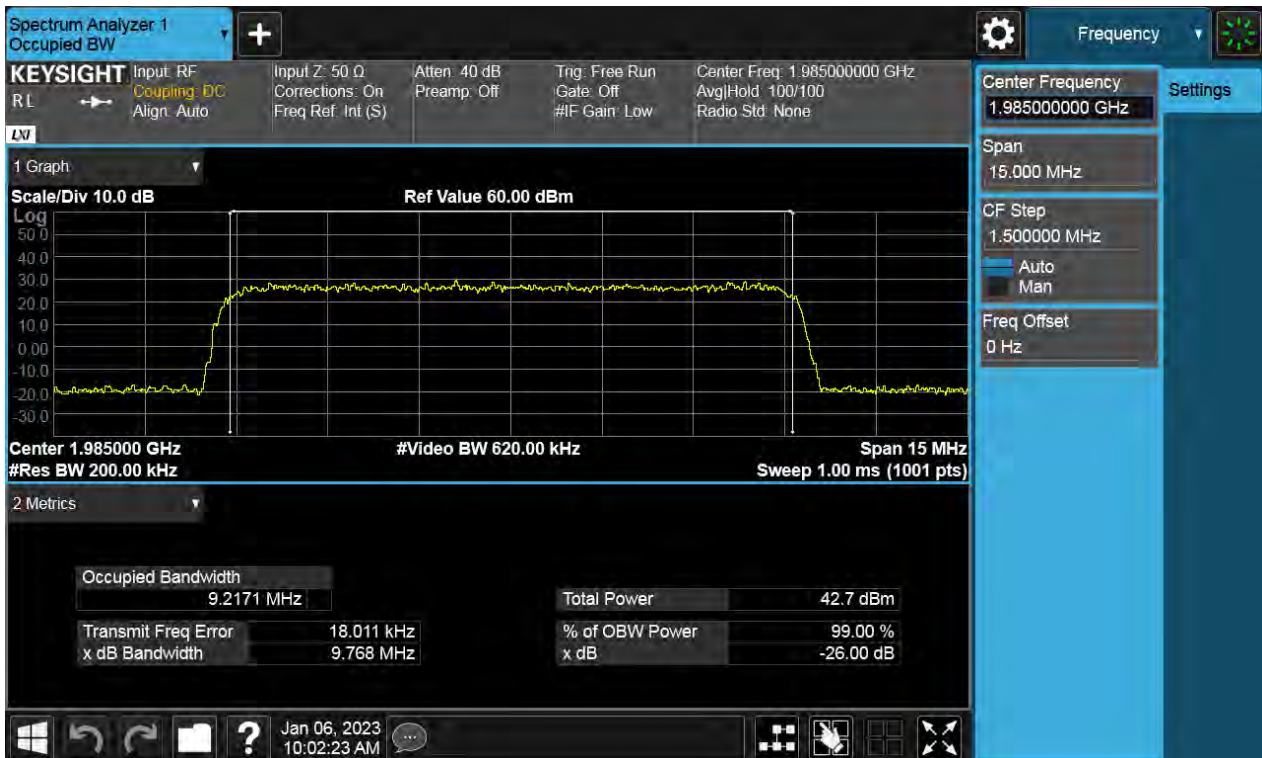 Spectrum Analyzer 1
Occupied BW
Frequency
KEYSIGHT
RL
LXI
Input: RF
Coupling: DC
Align: Auto
Input Z: 50 Ω
Corrections: On
Freq Ref: Int (S)
Atten: 40 dB
Preamp: Off
Trig: Free Run
Gate: Off
#IF Gain: Low
Center Freq: 1.985000000 GHz
Avg|Hold: 100/100
Radio Std: None
Center Frequency
1.985000000 GHz
Settings
Span
15.000 MHz
CF Step
1.500000 MHz
Auto
Man
Freq Offset
0 Hz
1 Graph
Scale/Div 10.0 dB
Ref Value 60.00 dBm
Log
50.0
40.0
30.0
20.0
10.0
0.00
-10.0
-20.0
-30.0
Center 1.985000 GHz
#Video BW 620.00 kHz
Span 15 MHz
#Res BW 200.00 kHz
Sweep 1.00 ms (1001 pts)
2 Metrics
Occupied Bandwidth
9.2171 MHz
Total Power 42.7 dBm
Transmit Freq Error 18.011 kHz
% of OBW Power 99.00 %
x dB Bandwidth 9.768 MHz
x dB -26.00 dB
?
Jan 06, 2023
10:02:23 AM